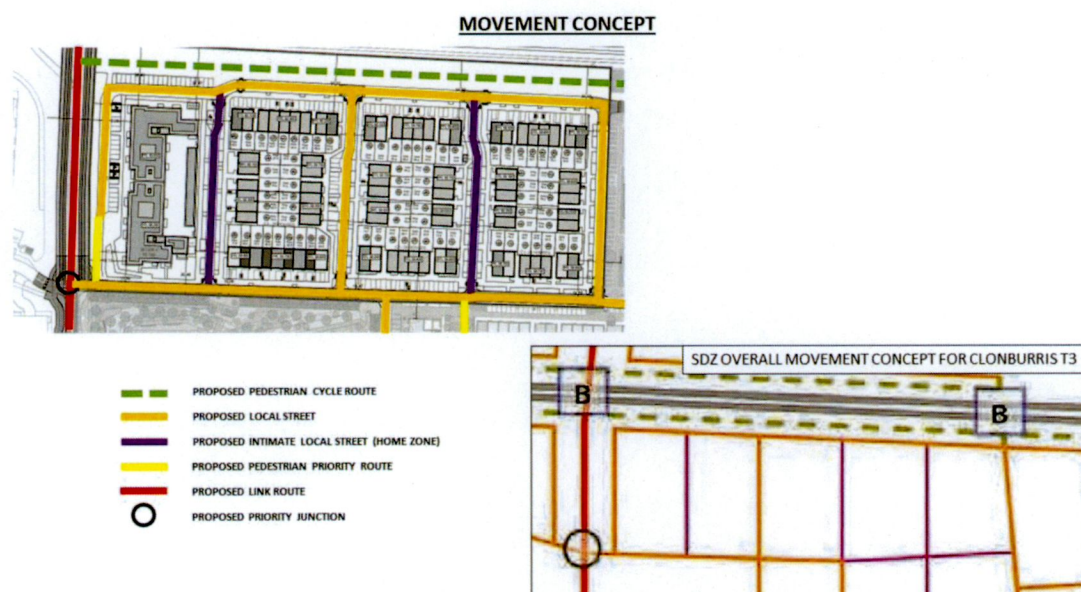 MOVEMENT CONCEPT
PROPOSED PEDESTRIAN CYCLE ROUTE
PROPOSED LOCAL STREET
PROPOSED INTIMATE LOCAL STREET (HOME ZONE)
PROPOSED PEDESTRIAN PRIORITY ROUTE
PROPOSED LINK ROUTE
PROPOSED PRIORITY JUNCTION
SDZ OVERALL MOVEMENT CONCEPT FOR CLONBURRIS T3
B
B